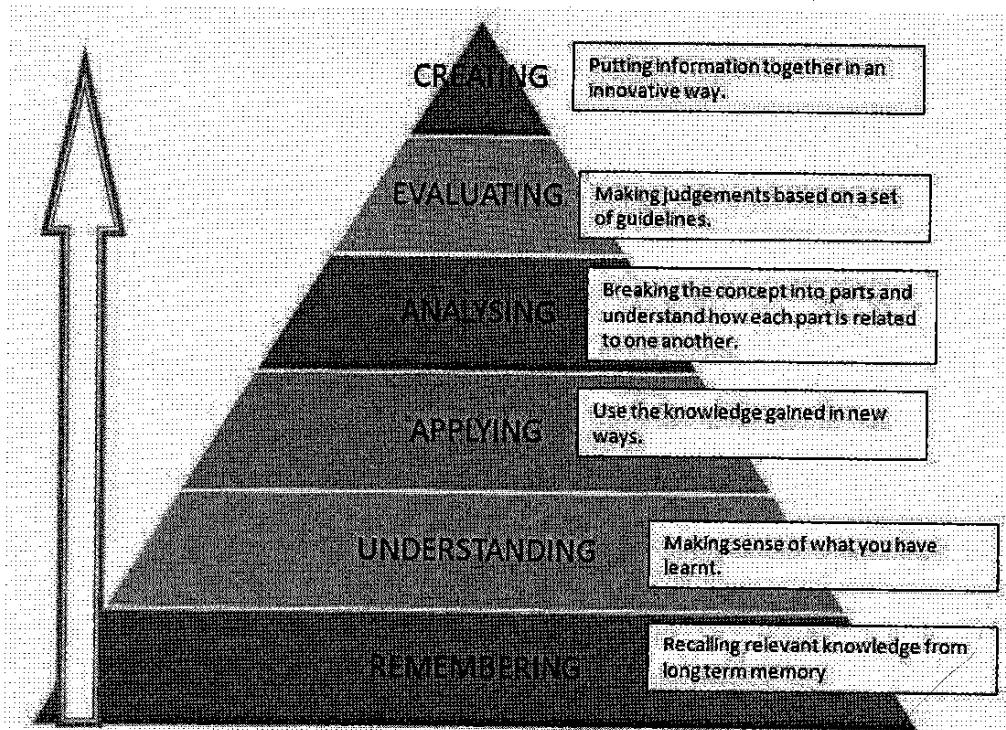 CREATING
Putting information together in an
innovative way.
EVALUATING
Making judgements based on a set
of guidelines.
ANALYSING
Breaking the concept into parts and
understand how each part is related
to one another.
APPLYING
Use the knowledge gained in new
ways.
UNDERSTANDING
Making sense of what you have
learnt.
REMEMBERING
Recalling relevant knowledge from
long term memory